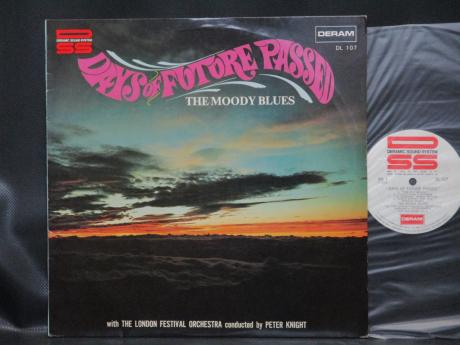 DSS
DERAMIC SOUND SYSTEM
DERAM
DL 107
DAYS OF FUTURE PASSED
THE MOODY BLUES
with THE LONDON FESTIVAL ORCHESTRA conducted by PETER KNIGHT
DSS
DERAMIC SOUND SYSTEM
DAYS OF FUTURE PASSED
DERAM